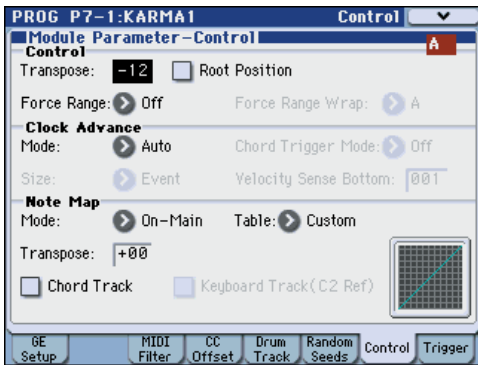 PROG P7-1:KARMA1 Control
Module Parameter-Control A
Control
Transpose: -12 Root Position
Force Range: Off Force Range Wrap: A
Clock Advance
Mode: Auto Chord Trigger Mode: Off
Size: Event Velocity Sense Bottom: 001
Note Map
Mode: On-Main Table: Custom
Transpose: +00
Chord Track Keyboard Track(C2 Ref)
GE Setup MIDI Filter CC Offset Drum Track Random Seeds Control Trigger